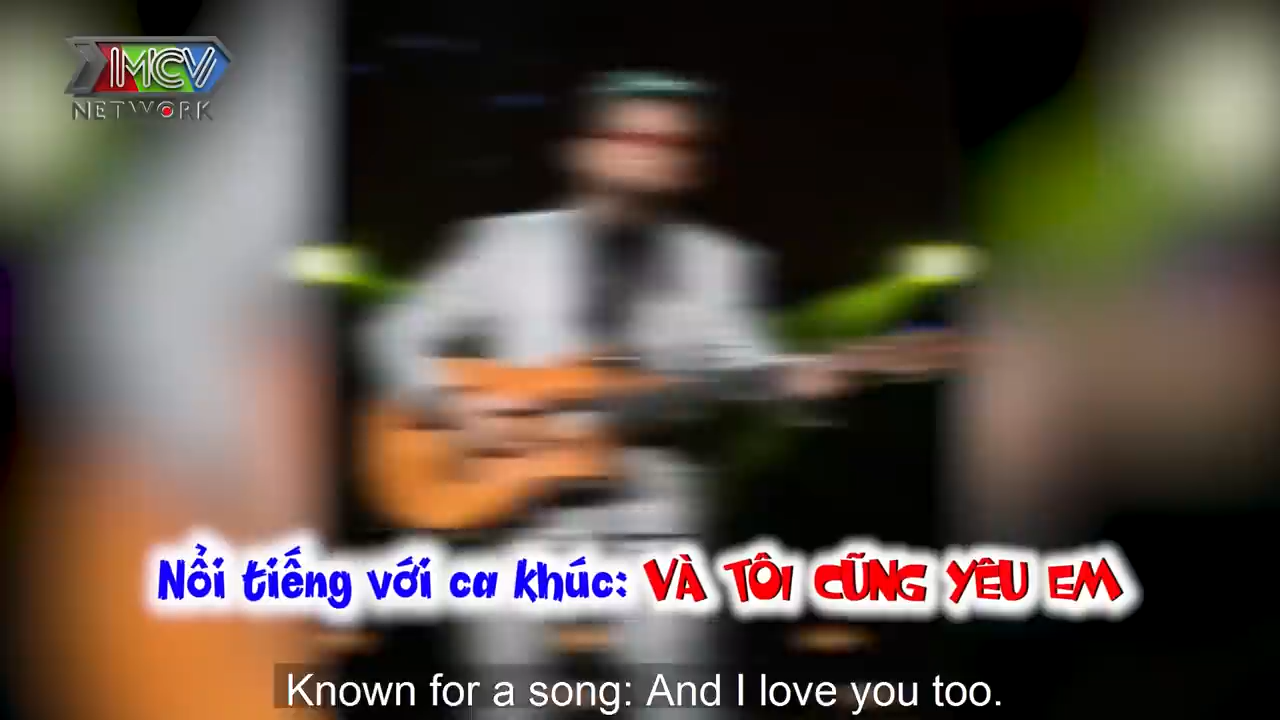 MCV
NETWORK
Nổi tiếng với ca khúc: VÀ TÔI CŨNG YÊU EM
Known for a song: And I love you too.